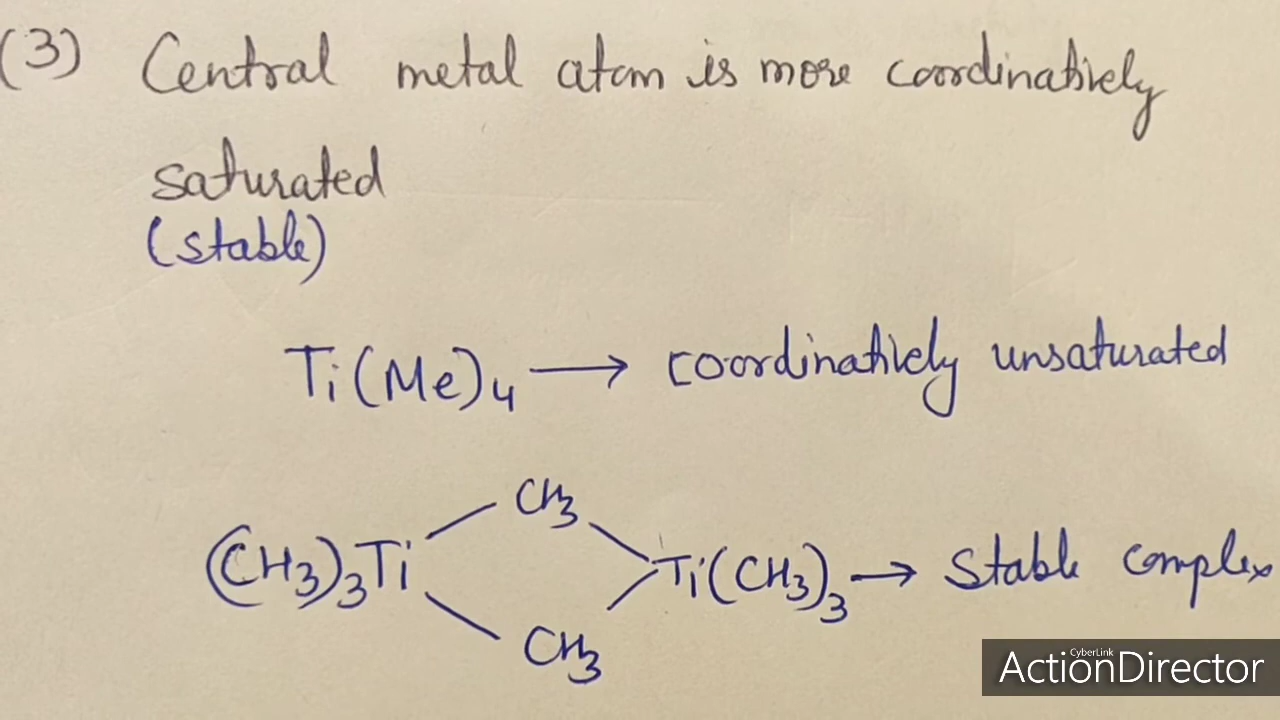 (3) Central metal atom is more coordinatively
saturated
(stable)
Ti(Me)4 → coordinatively unsaturated
CH3
(CH3)3Ti Ti(CH3)3 → Stable complex
CH3
CyberLink
ActionDirector